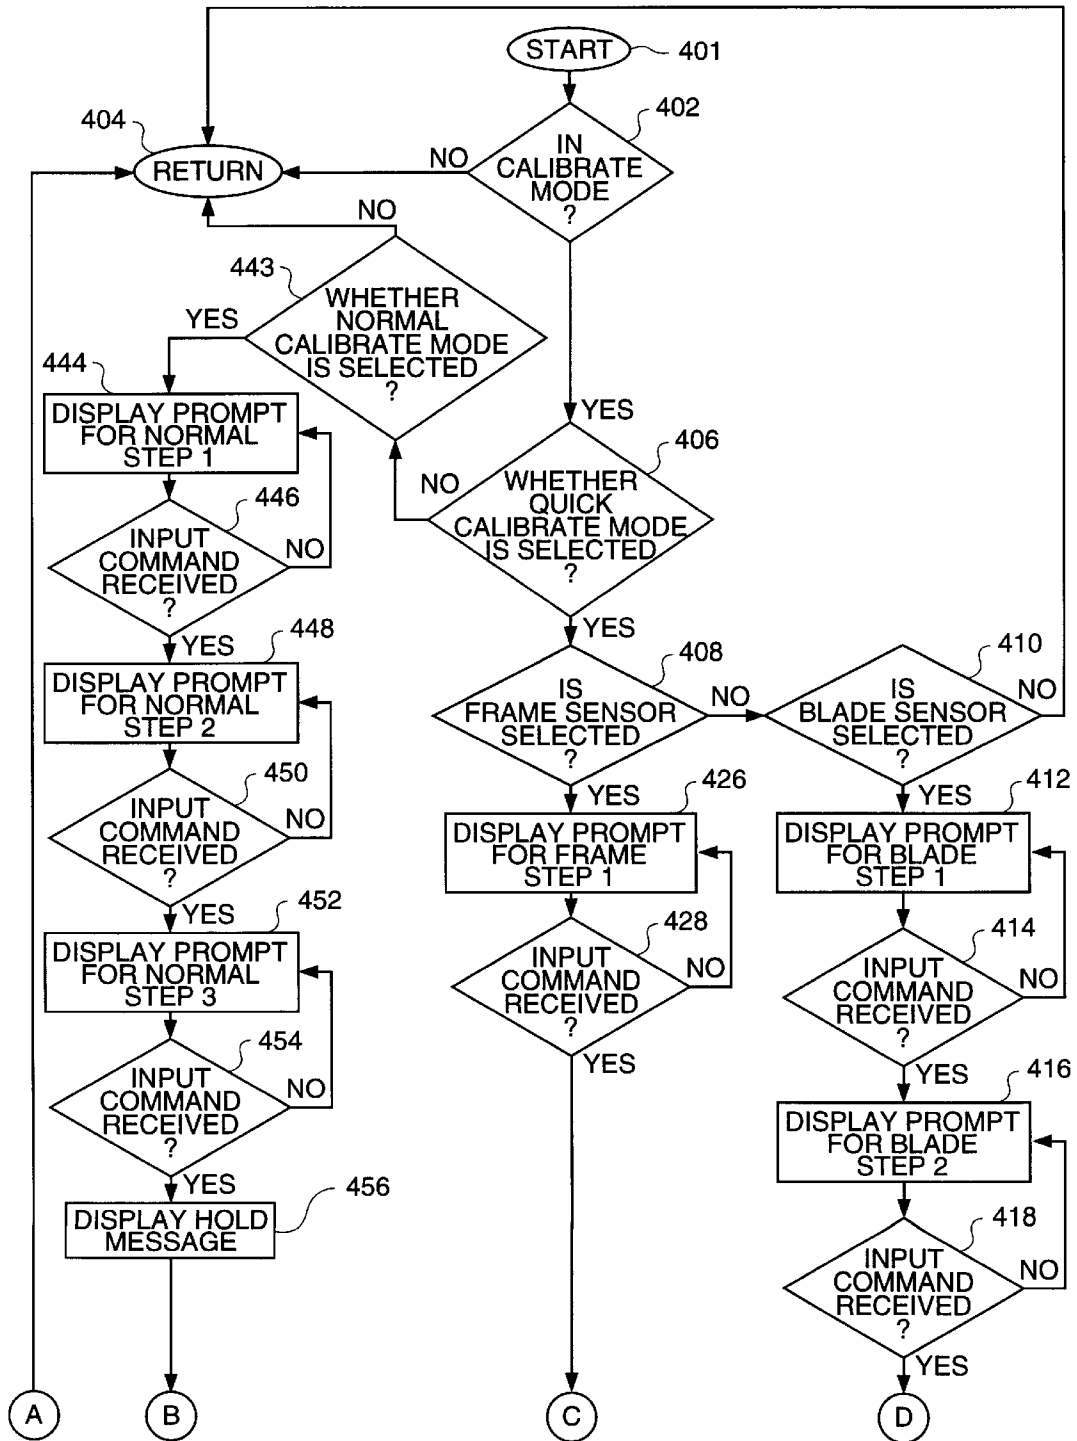 START
401
402
404
IN
CALIBRATE
MODE
?
NO
RETURN
NO
443
WHETHER
NORMAL
CALIBRATE MODE
IS SELECTED
?
YES
444
DISPLAY PROMPT
FOR NORMAL
STEP 1
YES
406
WHETHER
QUICK
CALIBRATE MODE
IS SELECTED
?
NO
446
INPUT
COMMAND
RECEIVED
?
NO
YES
448
YES
408
IS
FRAME SENSOR
SELECTED
?
NO
410
IS
BLADE SENSOR
SELECTED
?
NO
DISPLAY PROMPT
FOR NORMAL
STEP 2
450
INPUT
COMMAND
RECEIVED
?
NO
YES
426
DISPLAY PROMPT
FOR FRAME
STEP 1
YES
412
DISPLAY PROMPT
FOR BLADE
STEP 1
YES
452
DISPLAY PROMPT
FOR NORMAL
STEP 3
428
INPUT
COMMAND
RECEIVED
?
NO
YES
414
INPUT
COMMAND
RECEIVED
?
NO
YES
454
INPUT
COMMAND
RECEIVED
?
NO
YES
416
DISPLAY PROMPT
FOR BLADE
STEP 2
456
DISPLAY HOLD
MESSAGE
418
INPUT
COMMAND
RECEIVED
?
NO
YES
A
B
C
D